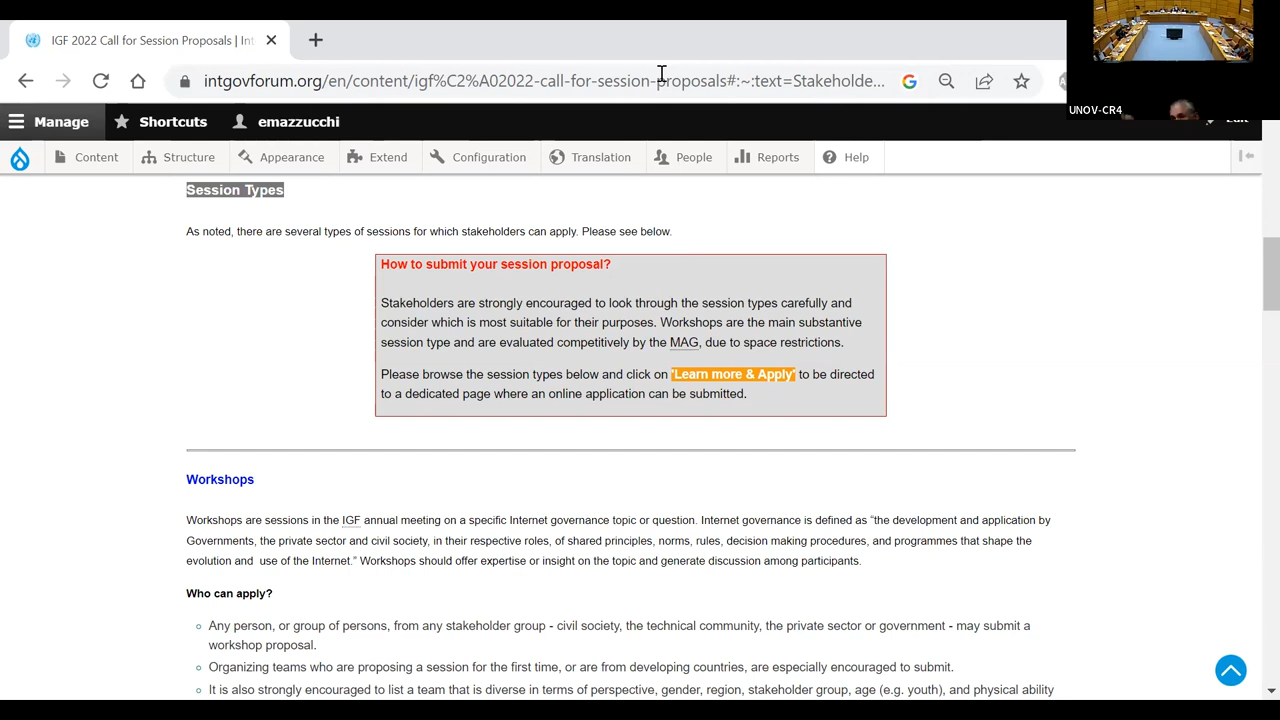 IGF 2022 Call for Session Proposals | Int
intgovforum.org/en/content/igf%C2%A02022-call-for-session-proposals#:~:text=Stakeholde...
UNOV-CR4
Manage
Shortcuts
emazzucchi
Edit
Content
Structure
Appearance
Extend
Configuration
Translation
People
Reports
Help
Session Types
As noted, there are several types of sessions for which stakeholders can apply. Please see below.
How to submit your session proposal?
Stakeholders are strongly encouraged to look through the session types carefully and
consider which is most suitable for their purposes. Workshops are the main substantive
session type and are evaluated competitively by the MAG, due to space restrictions.
Please browse the session types below and click on 'Learn more & Apply' to be directed
to a dedicated page where an online application can be submitted.
Workshops
Workshops are sessions in the IGF annual meeting on a specific Internet governance topic or question. Internet governance is defined as “the development and application by
Governments, the private sector and civil society, in their respective roles, of shared principles, norms, rules, decision making procedures, and programmes that shape the
evolution and use of the Internet.” Workshops should offer expertise or insight on the topic and generate discussion among participants.
Who can apply?
Any person, or group of persons, from any stakeholder group - civil society, the technical community, the private sector or government - may submit a
workshop proposal.
Organizing teams who are proposing a session for the first time, or are from developing countries, are especially encouraged to submit.
It is also strongly encouraged to list a team that is diverse in terms of perspective, gender, region, stakeholder group, age (e.g. youth), and physical ability